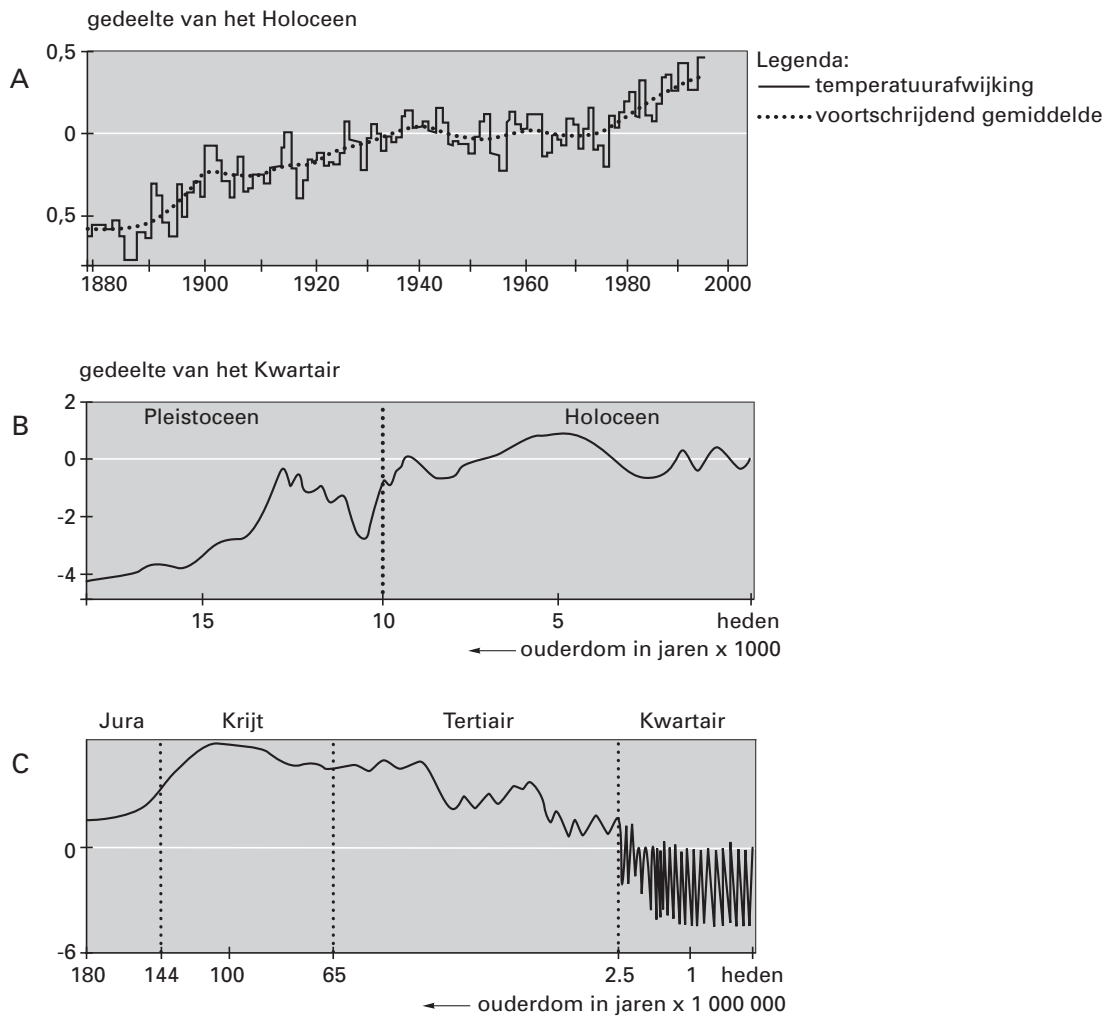 gedeelte van het Holoceen
A
0,5
0
0,5
1880 1900 1920 1940 1960 1980 2000
Legenda:
temperatuurafwijking
voortschrijdend gemiddelde
gedeelte van het Kwartair
B
Pleistoceen Holoceen
2
0
-2
-4
15 10 5 heden
ouderdom in jaren x 1000
Jura Krijt Tertiair Kwartair
C
0
-6
180 144 100 65 2.5 1 heden
ouderdom in jaren x 1 000 000